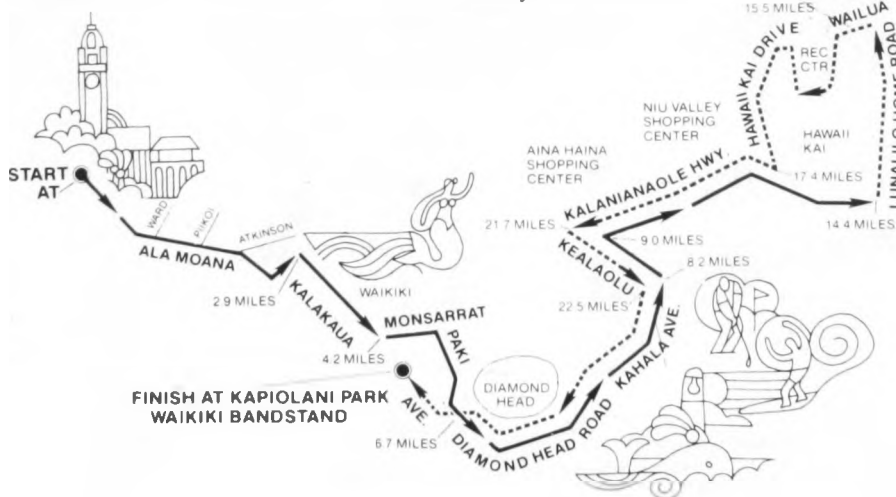 15.5 MILES
WAILUA
HAWAII KAI DRIVE
REC
CTR
HOME ROAD
NIU VALLEY
SHOPPING
CENTER
HAWAII
KAI
AINA HAINA
SHOPPING
CENTER
KALANIANAOLE HWY.
17.4 MILES
14.4 MILES
START
AT
WARD
PIIKOI
ATKINSON
ALA MOANA
21.7 MILES
KEALAOLU
9.0 MILES
8.2 MILES
2.9 MILES
WAIKIKI
KALAKAUA
22.5 MILES
MONSARRAT
PAKI
4.2 MILES
KAHALA AVE.
DIAMOND
HEAD
FINISH AT KAPIOLANI PARK
WAIKIKI BANDSTAND
AVE.
6.7 MILES
DIAMOND HEAD ROAD